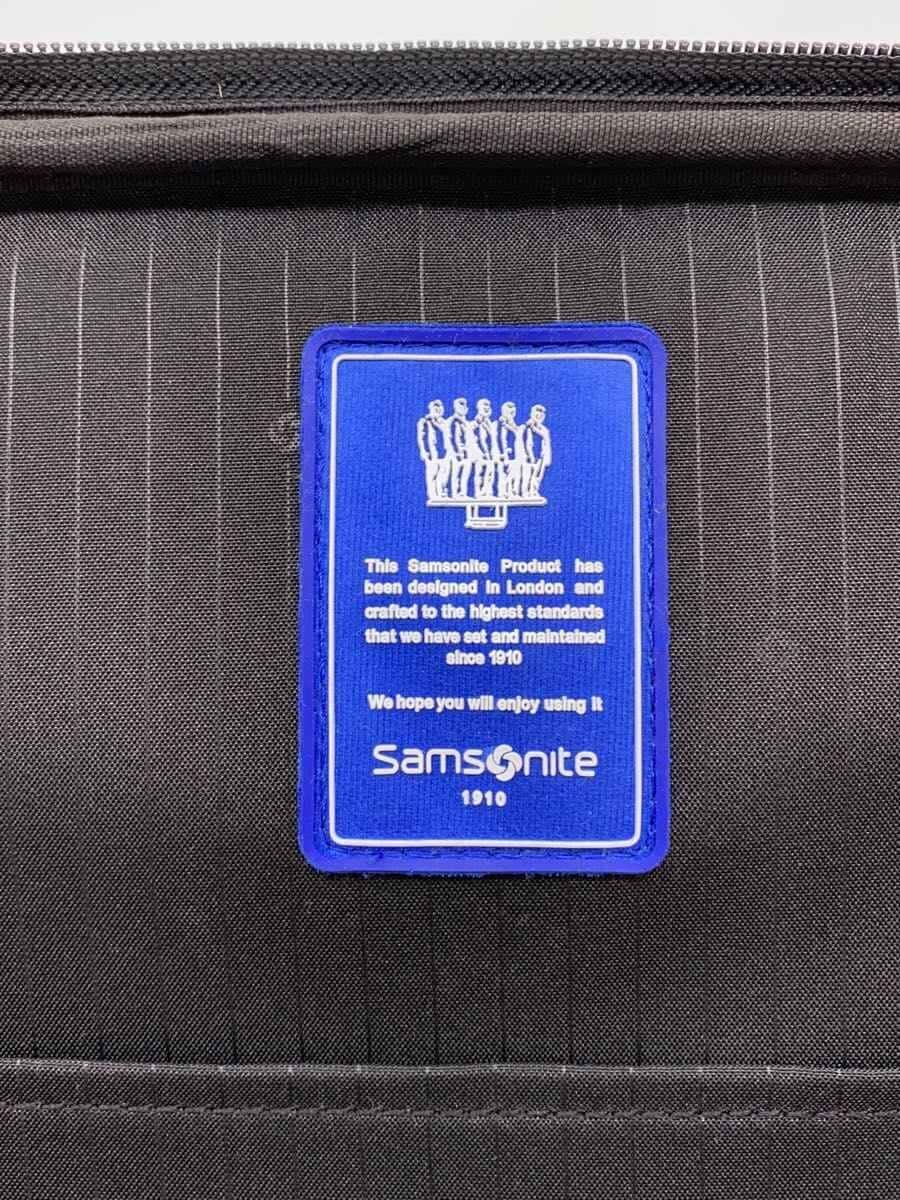 This Samsonite Product has
been designed in London and
crafted to the highest standards
that we have set and maintained
since 1910
We hope you will enjoy using it
Samsonite
1910